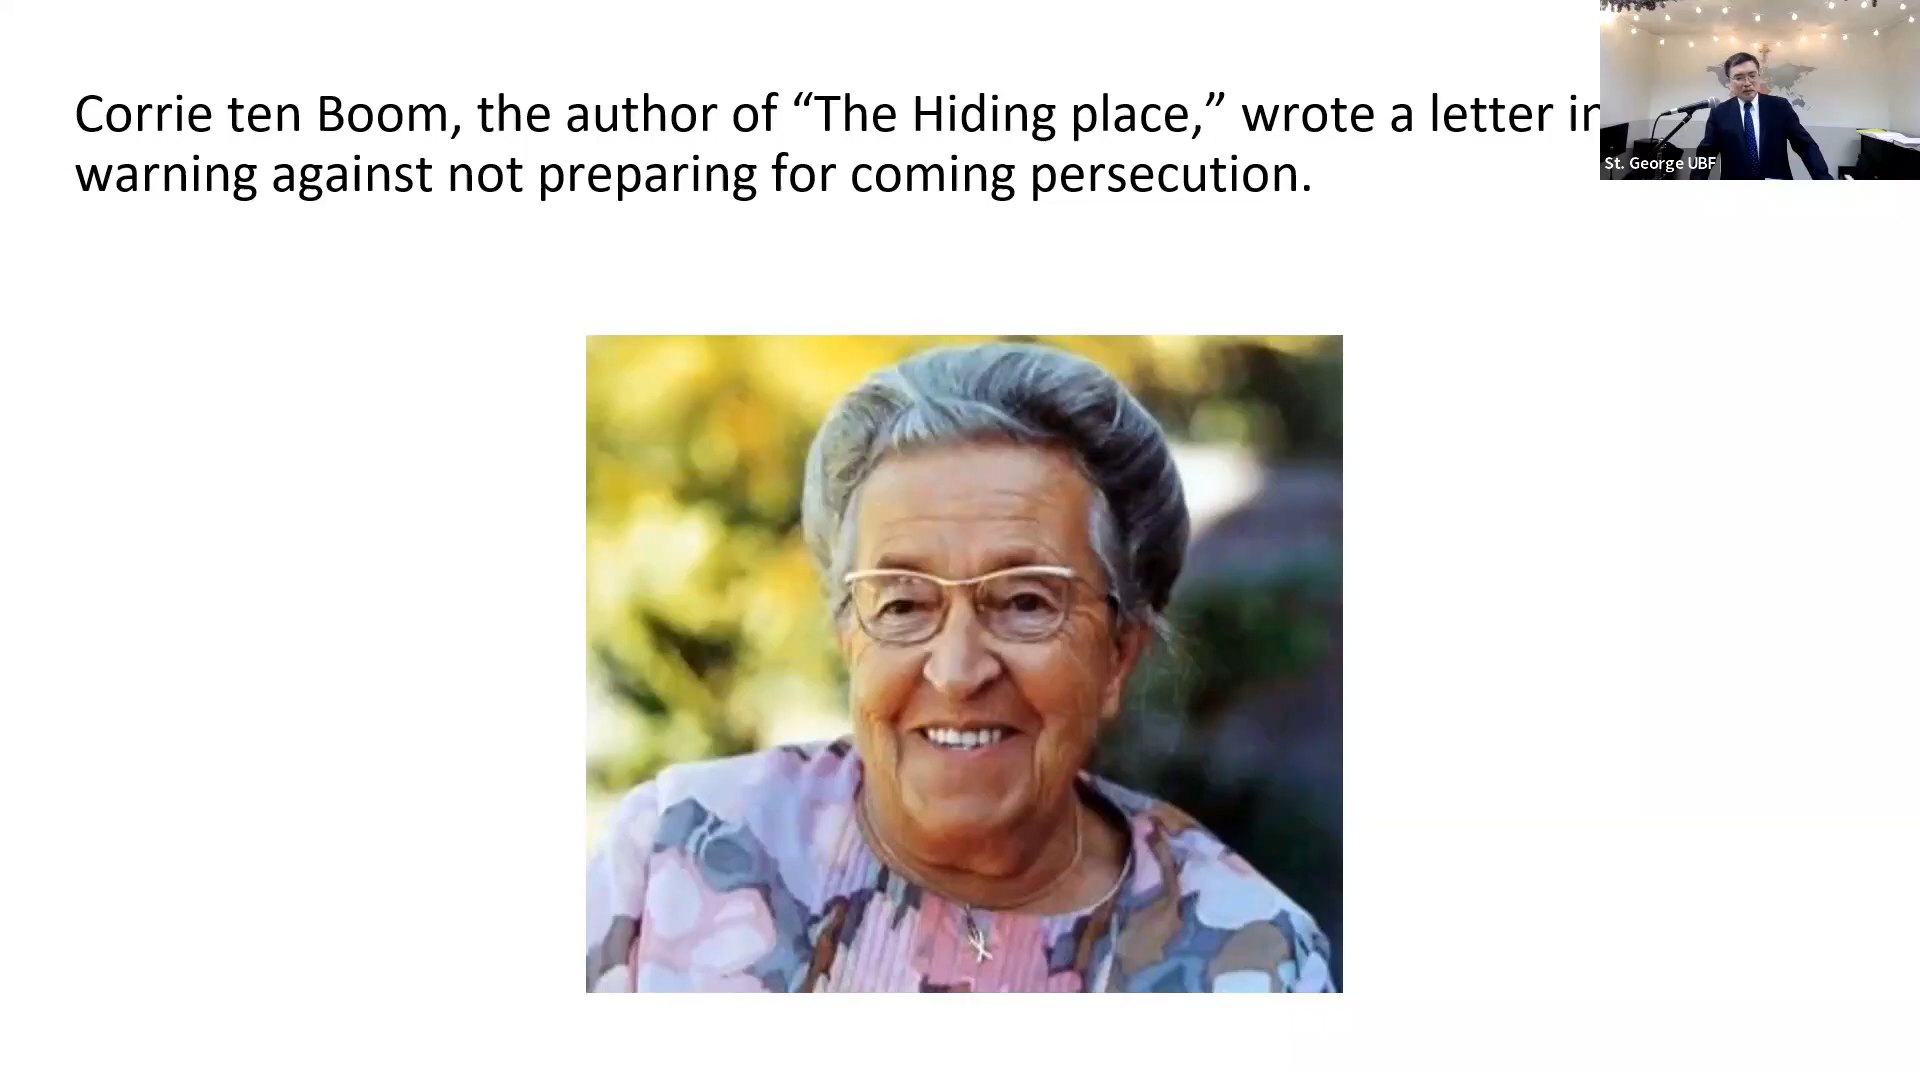 Corrie ten Boom, the author of “The Hiding place,” wrote a letter in
warning against not preparing for coming persecution.
St. George UBF